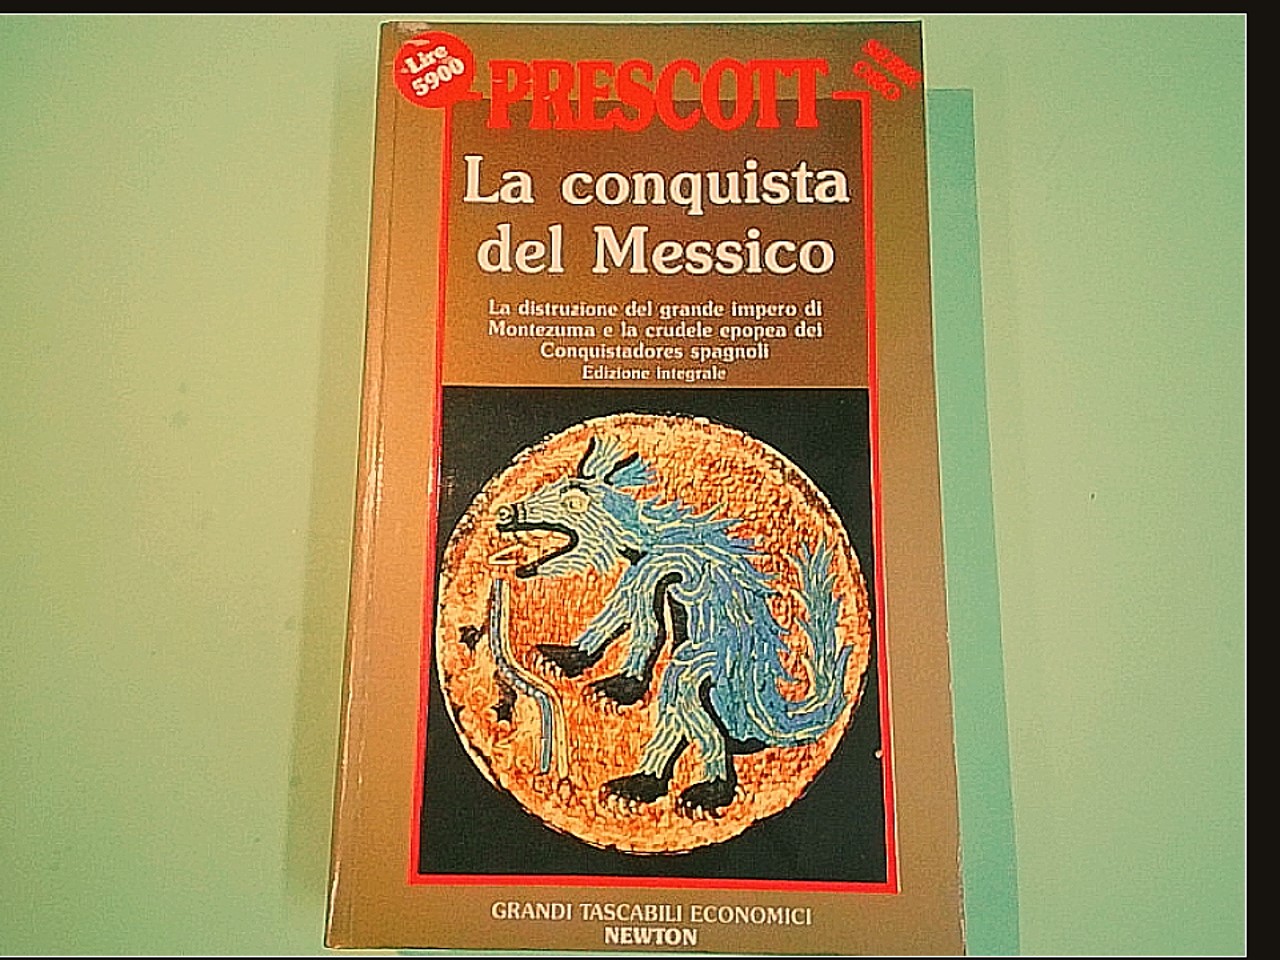 Lire
5900
PRESCOTT
La conquista
del Messico
La distruzione del grande impero di
Montezuma e la crudele epopea dei
Conquistadores spagnoli
Edizione integrale
GRANDI TASCABILI ECONOMICI
NEWTON